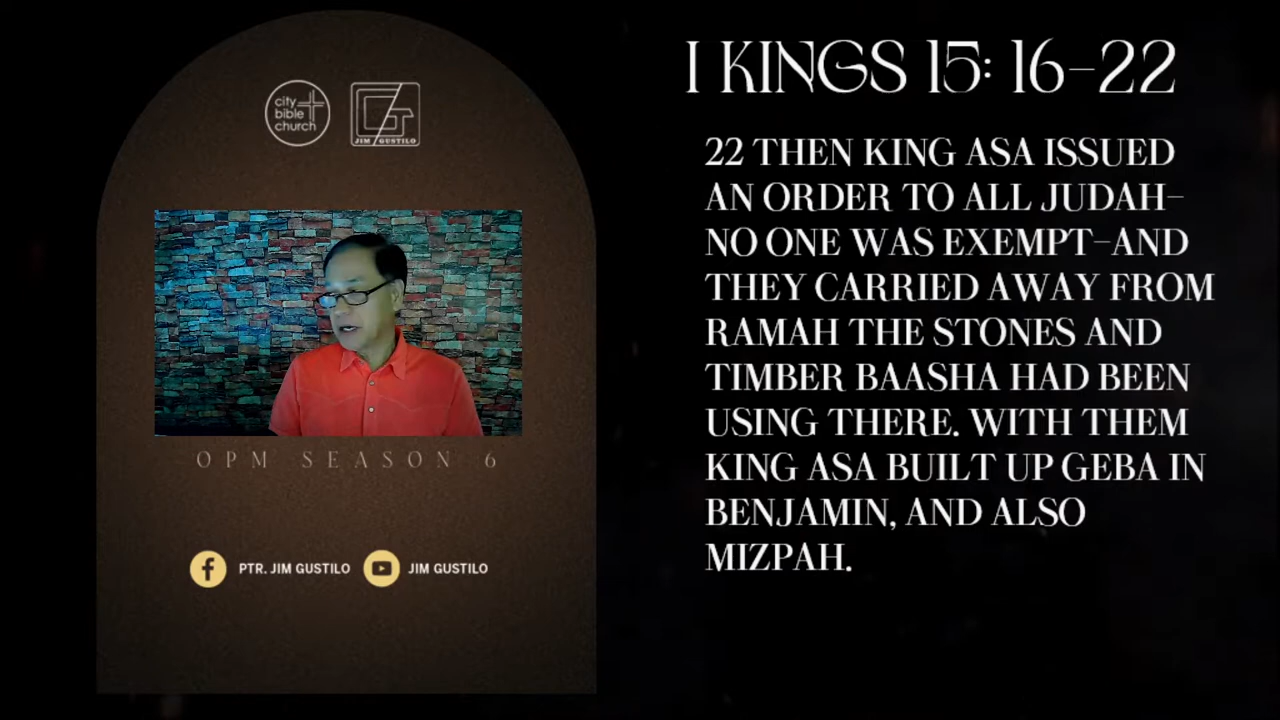 city
bible
church
JIM GUSTILO
OPM SEASON 6
PTR. JIM GUSTILO
JIM GUSTILO
I KINGS 15: 16-22
22 THEN KING ASA ISSUED
AN ORDER TO ALL JUDAH–
NO ONE WAS EXEMPT–AND
THEY CARRIED AWAY FROM
RAMAH THE STONES AND
TIMBER BAASHA HAD BEEN
USING THERE. WITH THEM
KING ASA BUILT UP GEBA IN
BENJAMIN, AND ALSO
MIZPAH.